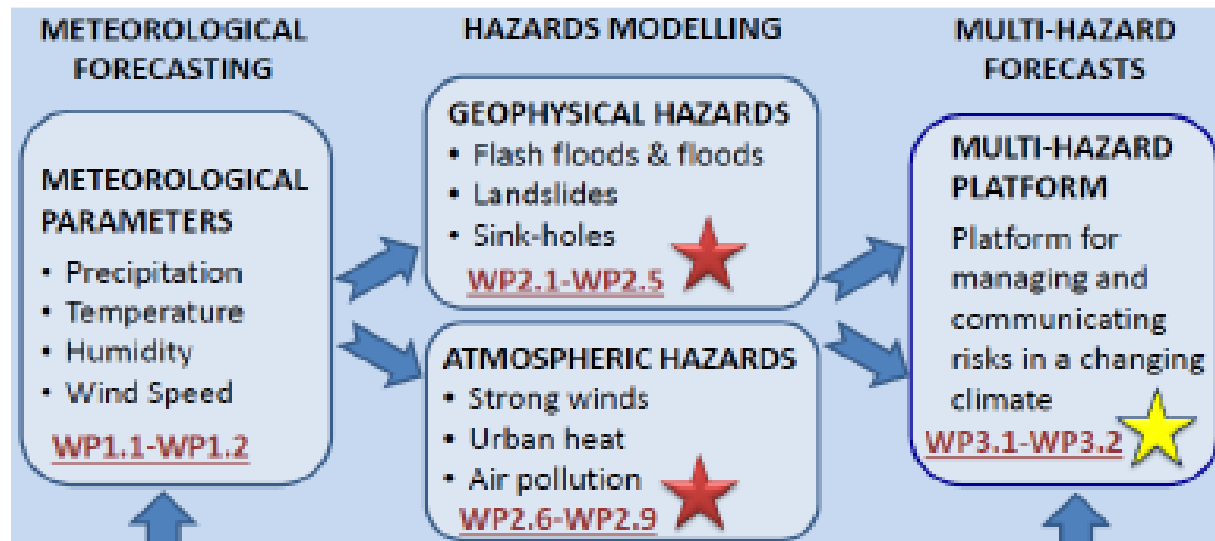 METEOROLOGICAL
FORECASTING
METEOROLOGICAL
PARAMETERS
• Precipitation
• Temperature
• Humidity
• Wind Speed
WP1.1-WP1.2
HAZARDS MODELLING
GEOPHYSICAL HAZARDS
• Flash floods & floods
• Landslides
• Sink-holes
WP2.1-WP2.5
ATMOSPHERIC HAZARDS
• Strong winds
• Urban heat
• Air pollution
WP2.6-WP2.9
MULTI-HAZARD
FORECASTS
MULTI-HAZARD
PLATFORM
Platform for
managing and
communicating
risks in a changing
climate
WP3.1-WP3.2